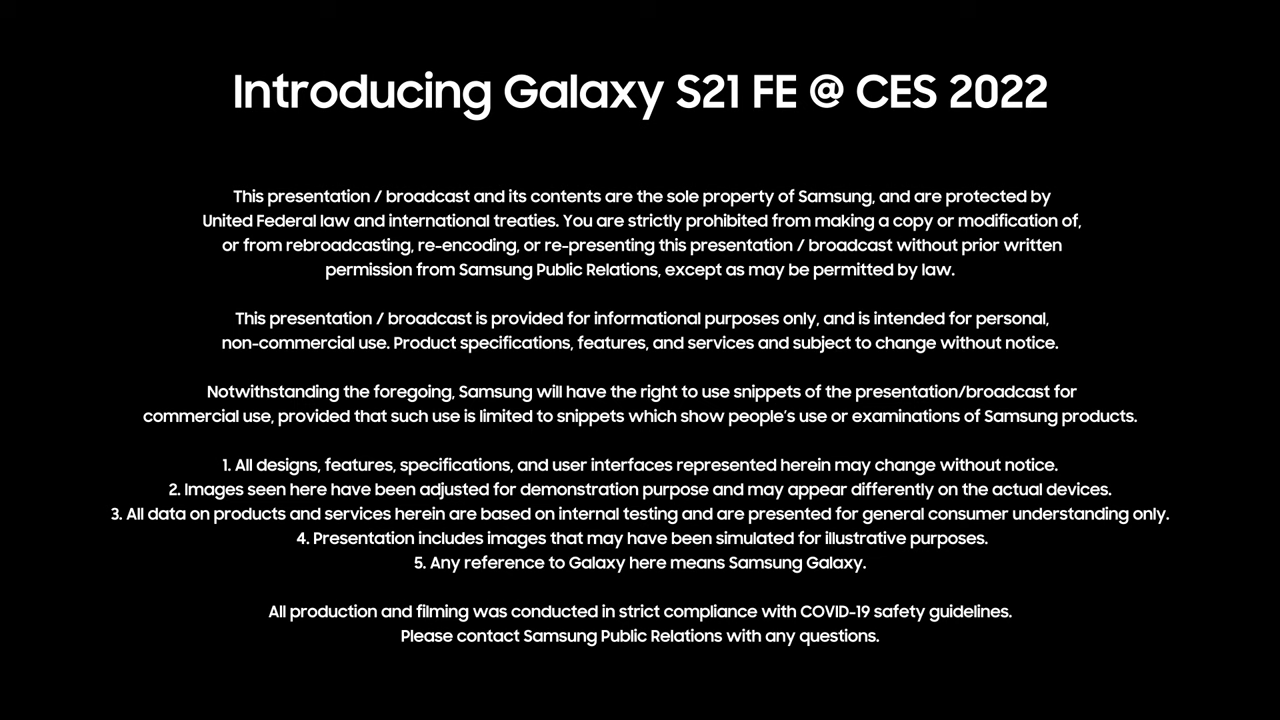 Introducing Galaxy S21 FE @ CES 2022
This presentation / broadcast and its contents are the sole property of Samsung, and are protected by
United Federal law and international treaties. You are strictly prohibited from making a copy or modification of,
or from rebroadcasting, re-encoding, or re-presenting this presentation / broadcast without prior written
permission from Samsung Public Relations, except as may be permitted by law.
This presentation / broadcast is provided for informational purposes only, and is intended for personal,
non-commercial use. Product specifications, features, and services and subject to change without notice.
Notwithstanding the foregoing, Samsung will have the right to use snippets of the presentation/broadcast for
commercial use, provided that such use is limited to snippets which show people's use or examinations of Samsung products.
1. All designs, features, specifications, and user interfaces represented herein may change without notice.
2. Images seen here have been adjusted for demonstration purpose and may appear differently on the actual devices.
3. All data on products and services herein are based on internal testing and are presented for general consumer understanding only.
4. Presentation includes images that may have been simulated for illustrative purposes.
5. Any reference to Galaxy here means Samsung Galaxy.
All production and filming was conducted in strict compliance with COVID-19 safety guidelines.
Please contact Samsung Public Relations with any questions.